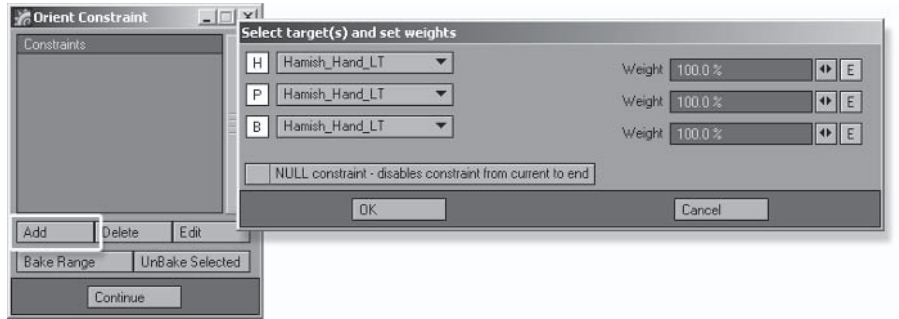 Orient Constraint
Constraints
Add Delete Edit
Bake Range UnBake Selected
Continue
Select target(s) and set weights
H Hamish_Hand_LT Weight 100.0 % E
P Hamish_Hand_LT Weight 100.0 % E
B Hamish_Hand_LT Weight 100.0 % E
NULL constraint - disables constraint from current to end
OK Cancel